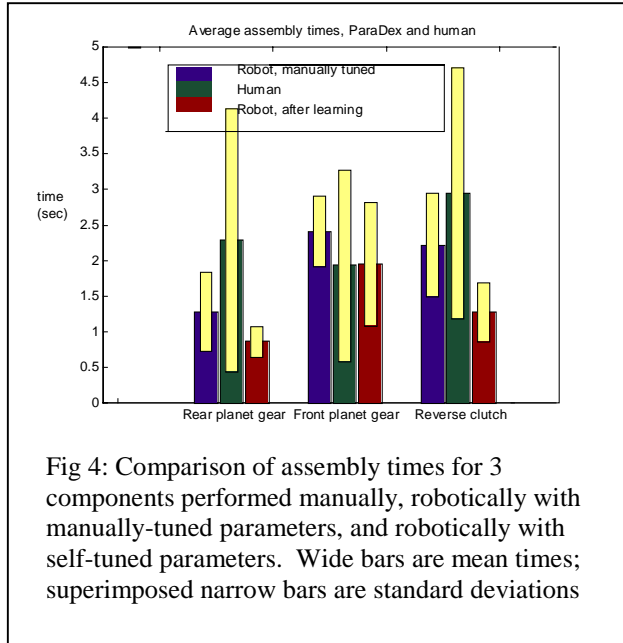 Average assembly times, ParaDex and human
5
4.5
4
3.5
3
2.5
2
1.5
1
0.5
0
time
(sec)
Robot, manually tuned
Human
Robot, after learning
Rear planet gear Front planet gear Reverse clutch
Fig 4: Comparison of assembly times for 3
components performed manually, robotically with
manually-tuned parameters, and robotically with
self-tuned parameters. Wide bars are mean times;
superimposed narrow bars are standard deviations